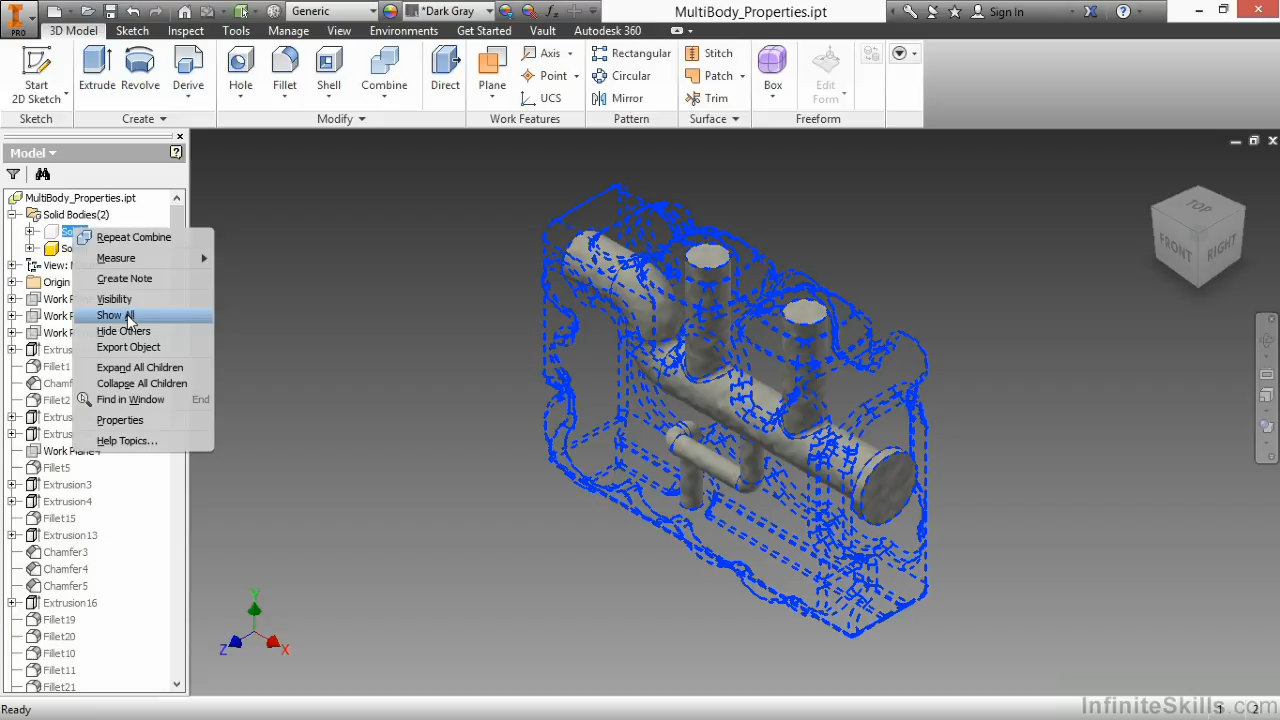 PRO
Generic
*Dark Gray
MultiBody_Properties.ipt
Sign In
3D Model
Sketch
Inspect
Tools
Manage
View
Environments
Get Started
Vault
Autodesk 360
Start
2D Sketch
Extrude
Revolve
Derive
Hole
Fillet
Shell
Combine
Direct
Plane
Axis
Point
UCS
Rectangular
Circular
Mirror
Stitch
Patch
Trim
Box
Edit
Form
Sketch
Create
Modify
Work Features
Pattern
Surface
Freeform
Model
MultiBody_Properties.ipt
Solid Bodies(2)
View:
Origin
Work
Work
Work
Extrus
Fillet1
Chamf
Fillet2
Extrus
Extrus
Work Plane4
Fillet5
Extrusion3
Extrusion4
Fillet15
Extrusion13
Chamfer3
Chamfer4
Chamfer5
Extrusion16
Fillet19
Fillet20
Fillet10
Fillet11
Fillet21
Repeat Combine
Measure
Create Note
Visibility
Show All
Hide Others
Export Object
Expand All Children
Collapse All Children
Find in Window End
Properties
Help Topics...
TOP
FRONT
RIGHT
Y
Z
X
Ready
1
2
InfiniteSkills.com